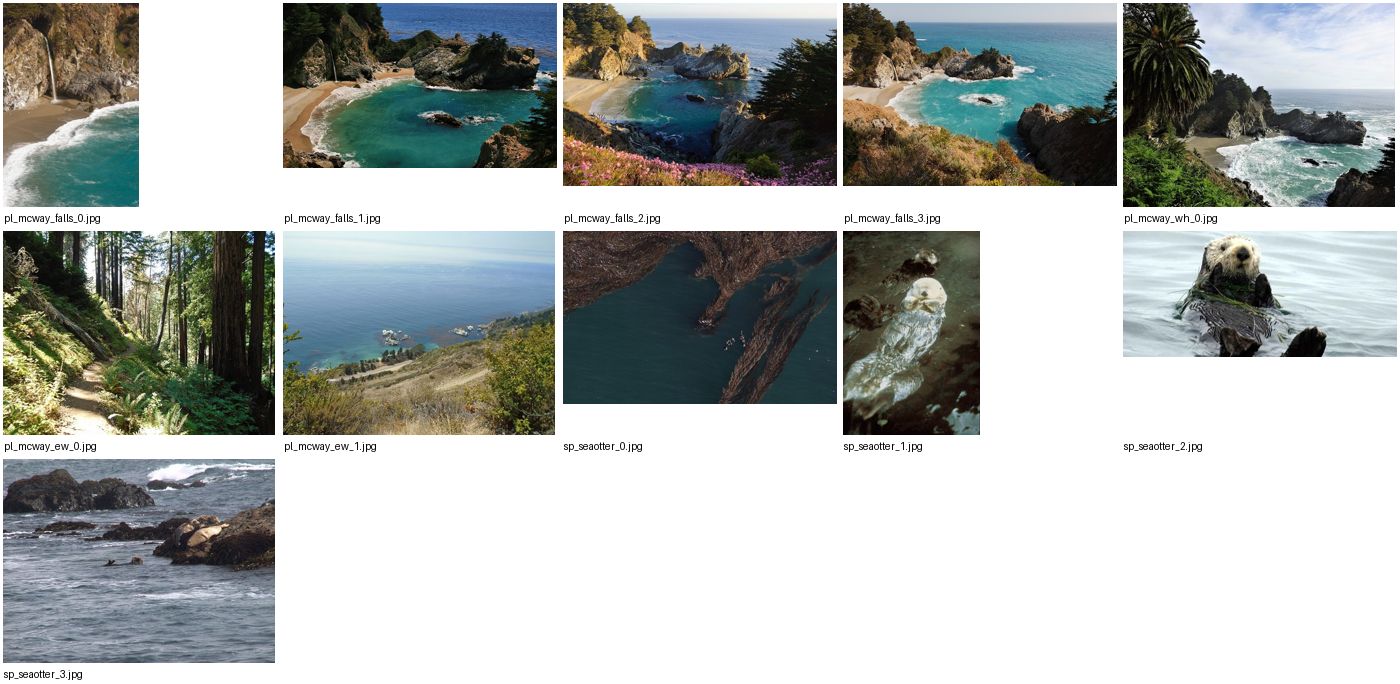 pl_mcway_falls_0.jpg
pl_mcway_falls_1.jpg
pl_mcway_falls_2.jpg
pl_mcway_falls_3.jpg
pl_mcway_wh_0.jpg
pl_mcway_ew_0.jpg
pl_mcway_ew_1.jpg
sp_seaotter_0.jpg
sp_seaotter_1.jpg
sp_seaotter_2.jpg
sp_seaotter_3.jpg